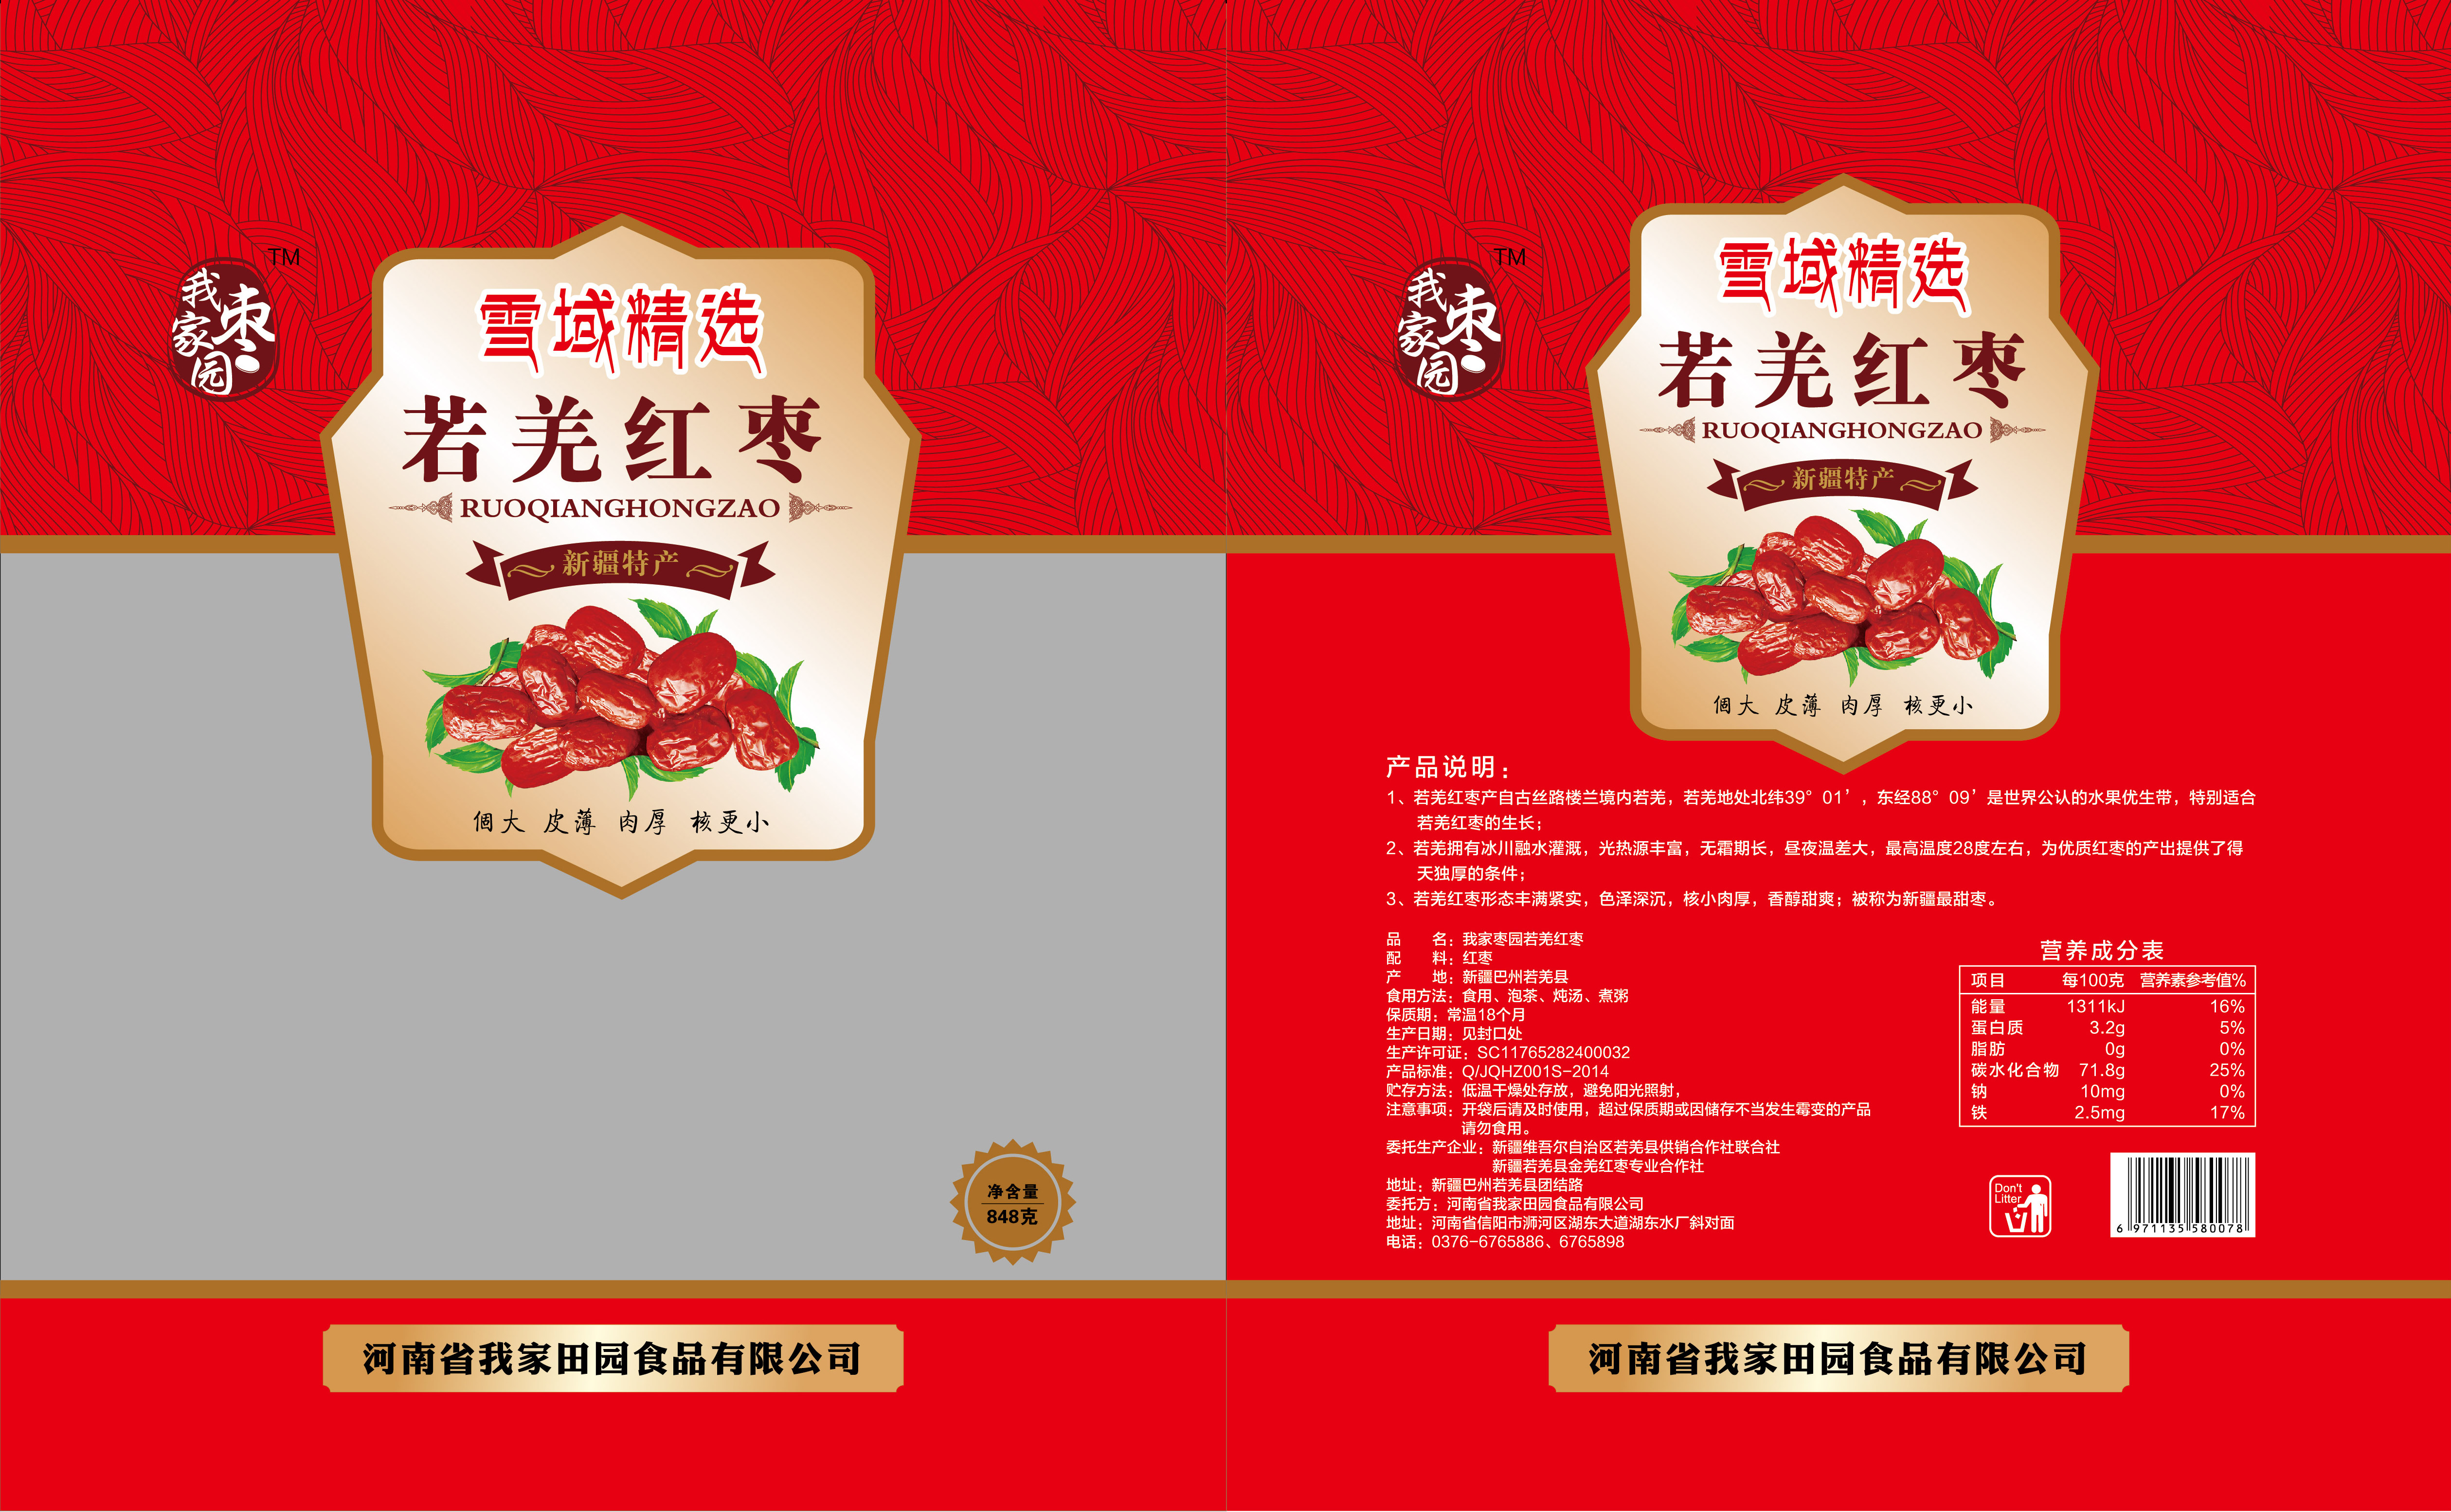 TM
我家枣园
雪域精选
若羌红枣
RUOQIANGHONGZAO
新疆特产
個大 皮薄 肉厚 核更小
净含量
848克
河南省我家田园食品有限公司
TM
我家枣园
雪域精选
若羌红枣
RUOQIANGHONGZAO
新疆特产
個大 皮薄 肉厚 核更小
产品说明：
1、若羌红枣产自古丝路楼兰境内若羌，若羌地处北纬39°01’，东经88°09’是世界公认的水果优生带，特别适合
若羌红枣的生长；
2、若羌拥有冰川融水灌溉，光热源丰富，无霜期长，昼夜温差大，最高温度28度左右，为优质红枣的产出提供了得
天独厚的条件；
3、若羌红枣形态丰满紧实，色泽深沉，核小肉厚，香醇甜爽；被称为新疆最甜枣。
品 名：我家枣园若羌红枣
配 料：红枣
产 地：新疆巴州若羌县
食用方法：食用、泡茶、炖汤、煮粥
保质期：常温18个月
生产日期：见封口处
生产许可证：SC11765282400032
产品标准：Q/JQHZ001S-2014
贮存方法：低温干燥处存放，避免阳光照射，
注意事项：开袋后请及时使用，超过保质期或因储存不当发生霉变的产品
请勿食用。
委托生产企业：新疆维吾尔自治区若羌县供销合作社联合社
新疆若羌县金羌红枣专业合作社
地址：新疆巴州若羌县团结路
委托方：河南省我家田园食品有限公司
地址：河南省信阳市浉河区湖东大道湖东水厂斜对面
电话：0376-6765886、6765898
营养成分表
项目 每100克 营养素参考值%
能量 1311kJ 16%
蛋白质 3.2g 5%
脂肪 0g 0%
碳水化合物 71.8g 25%
钠 10mg 0%
铁 2.5mg 17%
Don't
Litter
6 971135 580078
河南省我家田园食品有限公司